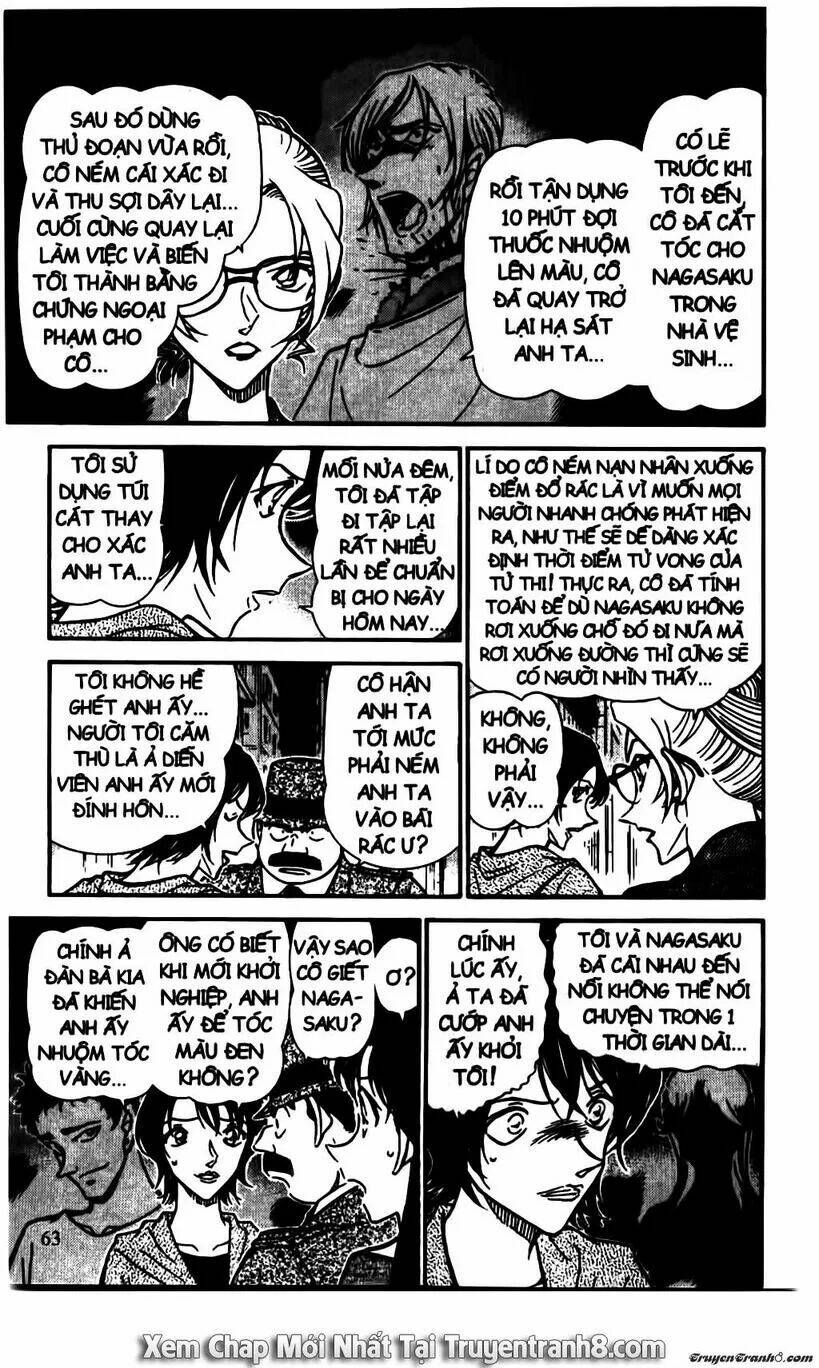 CÓ LẼ
TRƯỚC KHI
TÔI ĐẾN,
CÔ ĐÃ CẮT
TÓC CHO
NAGASAKU
TRONG
NHÀ VỆ
SINH...
RỒI TẬN DỤNG
10 PHÚT ĐỢI
THUỐC NHUỘM
LÊN MÀU, CÔ
ĐÃ QUAY TRỞ
LẠI HẠ SÁT
ANH TA...
SAU ĐÓ DÙNG
THỦ ĐOẠN VỪA RỒI,
CÔ NÉM CÁI XÁC ĐI
VÀ THU SỢI DÂY LẠI...
CUỐI CÙNG QUAY LẠI
LÀM VIỆC VÀ BIẾN
TÔI THÀNH BẰNG
CHỨNG NGOẠI
PHẠM CHO
CÔ...
LÍ DO CÔ NÉM NẠN NHÂN XUỐNG
ĐIỂM ĐỔ RÁC LÀ VÌ MUỐN MỌI
NGƯỜI NHANH CHÓNG PHÁT HIỆN
RA, NHƯ THẾ SẼ DỄ DÀNG XÁC
ĐỊNH THỜI ĐIỂM TỬ VONG CỦA
TỬ THI! THỰC RA, CÔ ĐÃ TÍNH
TOÁN ĐỂ DÙ NAGASAKU KHÔNG
RƠI XUỐNG CHỖ ĐÓ ĐI NỮA MÀ
RƠI XUỐNG ĐƯỜNG THÌ CŨNG SẼ
CÓ NGƯỜI NHÌN THẤY...
MỖI NỬA ĐÊM,
TÔI ĐÃ TẬP
ĐI TẬP LẠI
RẤT NHIỀU
LẦN ĐỂ CHUẨN
BỊ CHO NGÀY
HÔM NAY...
TÔI SỬ
DỤNG TÚI
CÁT THAY
CHO XÁC
ANH TA...
KHÔNG,
KHÔNG
PHẢI
VẬY...
CÔ HẬN
ANH TA
TỚI MỨC
PHẢI NÉM
ANH TA
VÀO BÃI
RÁC Ư?
TÔI KHÔNG HỀ
GHÉT ANH ẤY...
NGƯỜI TÔI CĂM
THÙ LÀ Ả DIỄN
VIÊN ANH ẤY MỚI
ĐÍNH HÔN...
TÔI VÀ NAGASAKU
ĐÃ CÃI NHAU ĐẾN
NỖI KHÔNG THỂ NÓI
CHUYỆN TRONG 1
THỜI GIAN DÀI...
CHÍNH
LÚC ẤY,
Ả TA ĐÃ
CƯỚP ANH
ẤY KHỎI
TÔI!
Ơ?
VẬY SAO
CÔ GIẾT
NAGA-
SAKU?
ÔNG CÓ BIẾT
KHI MỚI KHỞI
NGHIỆP, ANH
ẤY ĐỂ TÓC
MÀU ĐEN
KHÔNG?
CHÍNH Ả
ĐÀN BÀ KIA
ĐÃ KHIẾN
ANH ẤY
NHUỘM TÓC
VÀNG...
63
Xem Chap Mới Nhất Tại Truyentranh8.com
TruyenTranh8.com